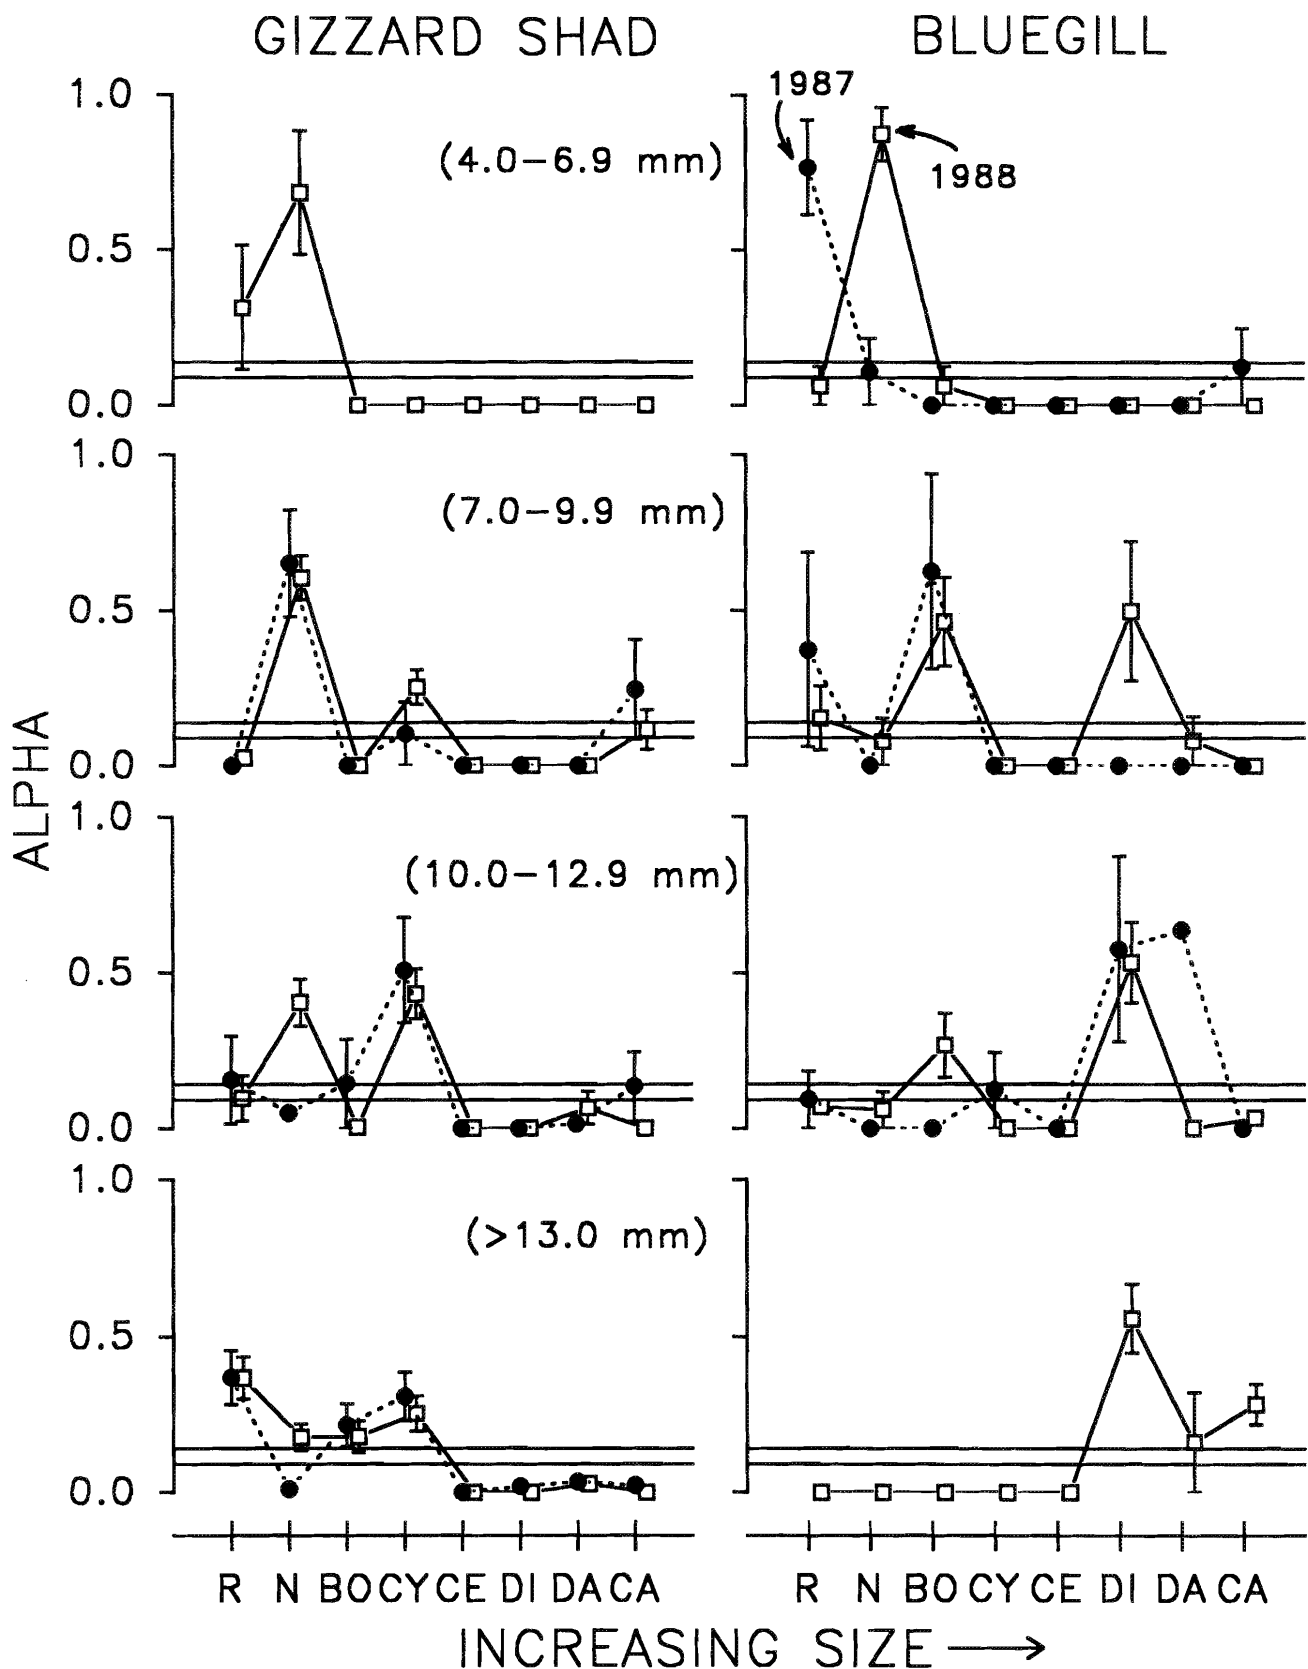 GIZZARD SHAD BLUEGILL
1987
1988
(4.0–6.9 mm)
1.0
0.5
0.0
(7.0–9.9 mm)
1.0
0.5
0.0
ALPHA
(10.0–12.9 mm)
1.0
0.5
0.0
(>13.0 mm)
1.0
0.5
0.0
R N BO CY CE DI DA CA R N BO CY CE DI DA CA
INCREASING SIZE ⟶